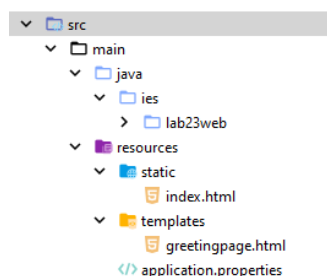 src
main
java
ies
lab23web
resources
static
index.html
templates
greetingpage.html
application.properties